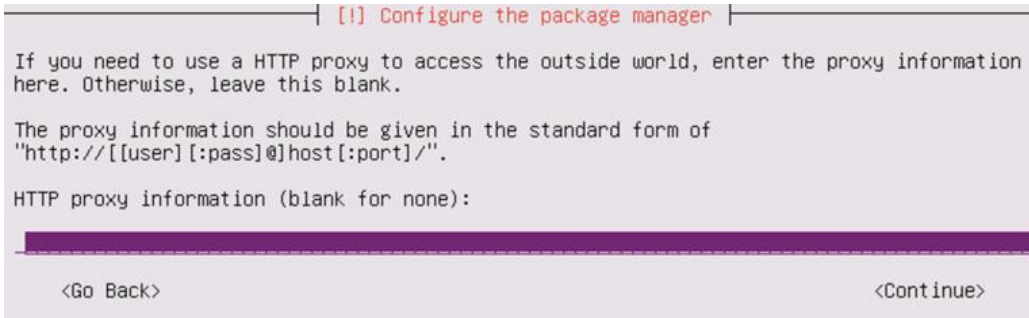 [!] Configure the package manager
If you need to use a HTTP proxy to access the outside world, enter the proxy information
here. Otherwise, leave this blank.
The proxy information should be given in the standard form of
"http://[[user][:pass]@]host[:port]/".
HTTP proxy information (blank for none):
<Go Back> <Continue>